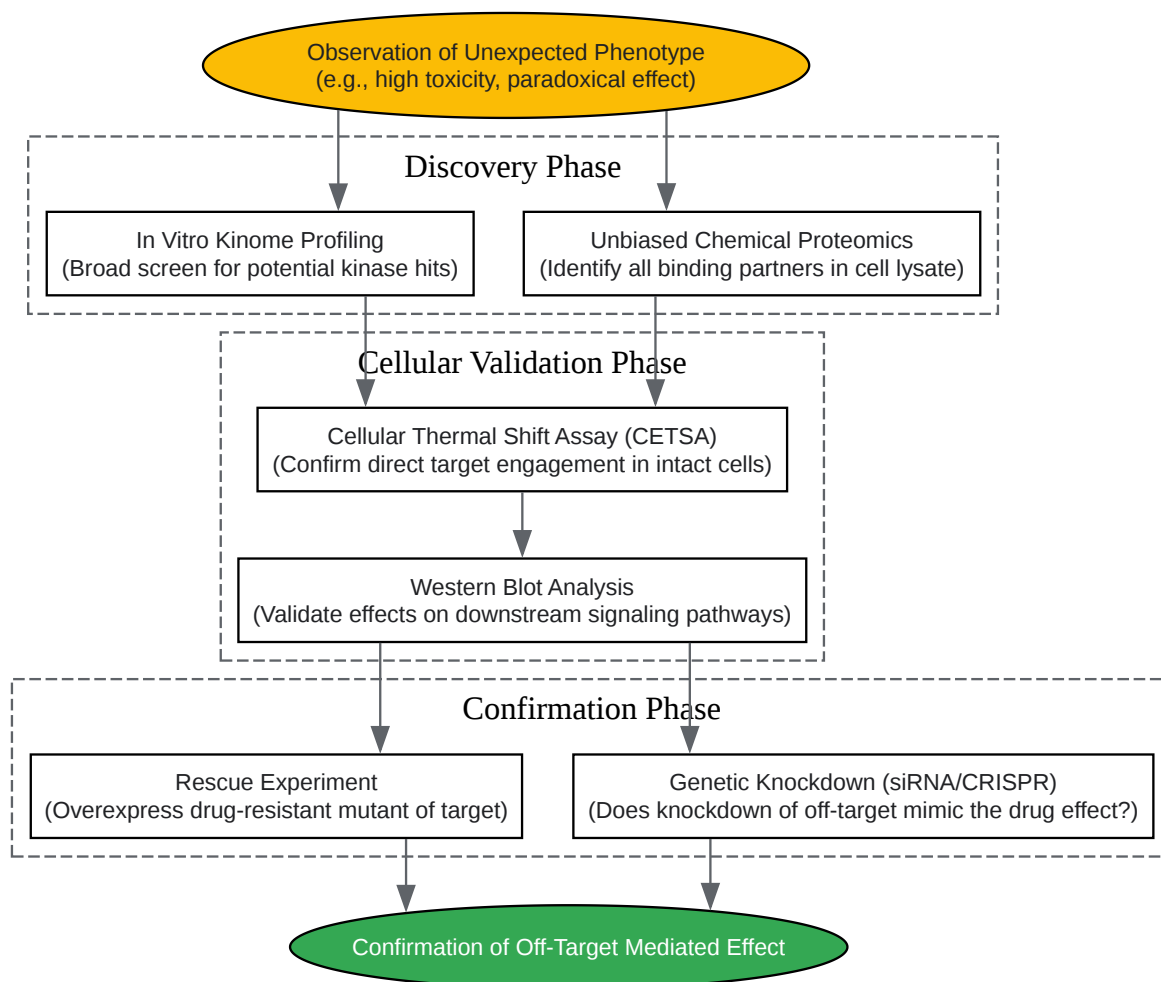 Observation of Unexpected Phenotype
(e.g., high toxicity, paradoxical effect)
Discovery Phase
In Vitro Kinome Profiling
(Broad screen for potential kinase hits)
Unbiased Chemical Proteomics
(Identify all binding partners in cell lysate)
Cellular Validation Phase
Cellular Thermal Shift Assay (CETSA)
(Confirm direct target engagement in intact cells)
Western Blot Analysis
(Validate effects on downstream signaling pathways)
Confirmation Phase
Rescue Experiment
(Overexpress drug-resistant mutant of target)
Genetic Knockdown (siRNA/CRISPR)
(Does knockdown of off-target mimic the drug effect?)
Confirmation of Off-Target Mediated Effect